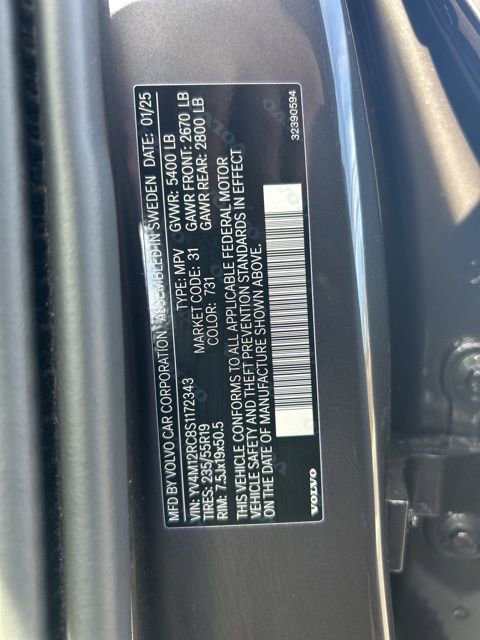 MFD BY VOLVO CAR CORPORATION ASSEMBLED IN SWEDEN DATE: 01/25
VIN: YV4M12RC8S1172343 TYPE: MPV GVWR: 5400 LB
TIRES: 235/55R19 MARKET CODE: 31 GAWR FRONT: 2670 LB
RIM: 7.5Jx19x50.5 COLOR: 731 GAWR REAR: 2800 LB
THIS VEHICLE CONFORMS TO ALL APPLICABLE FEDERAL MOTOR
VEHICLE SAFETY AND THEFT PREVENTION STANDARDS IN EFFECT
ON THE DATE OF MANUFACTURE SHOWN ABOVE.
VOLVO
32390594